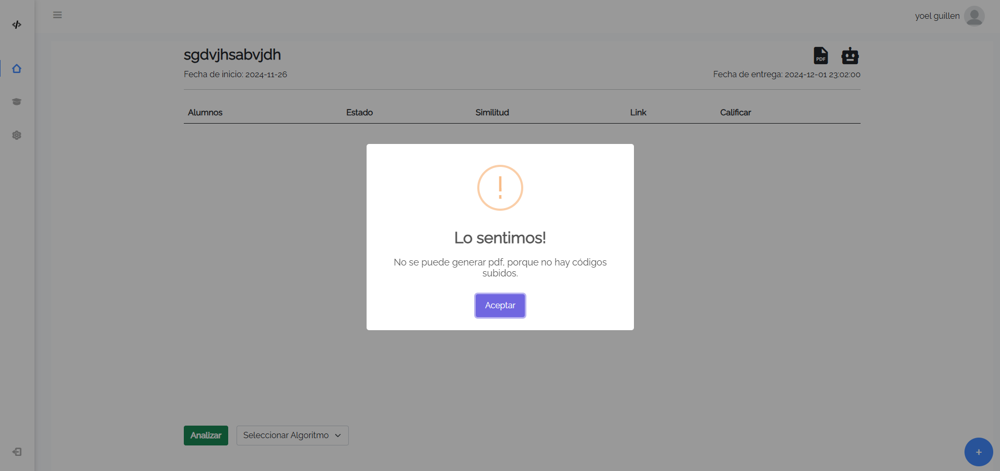 yoel guillen
sgdvjhsabvjdh
PDF
Fecha de inicio: 2024-11-26
Fecha de entrega: 2024-12-01 23:02:00
Alumnos Estado Similitud Link Calificar
!
Lo sentimos!
No se puede generar pdf, porque no hay códigos
subidos.
Aceptar
Analizar Seleccionar Algoritmo
+